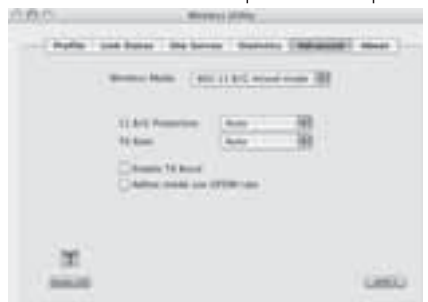 Wireless Utility
Profile Link Status Site Survey Statistics Advanced About
Wireless Mode 802.11 B/G mixed mode
11 B/G Protection Auto
TX Rate Auto
Enable TX Burst
Adhoc mode use OFDM rate